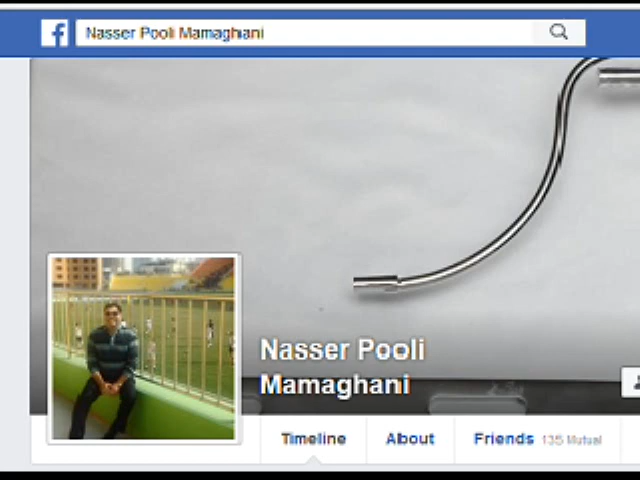 f Nasser Pooli Mamaghani
Nasser Pooli
Mamaghani
Timeline About Friends 135 Mutual